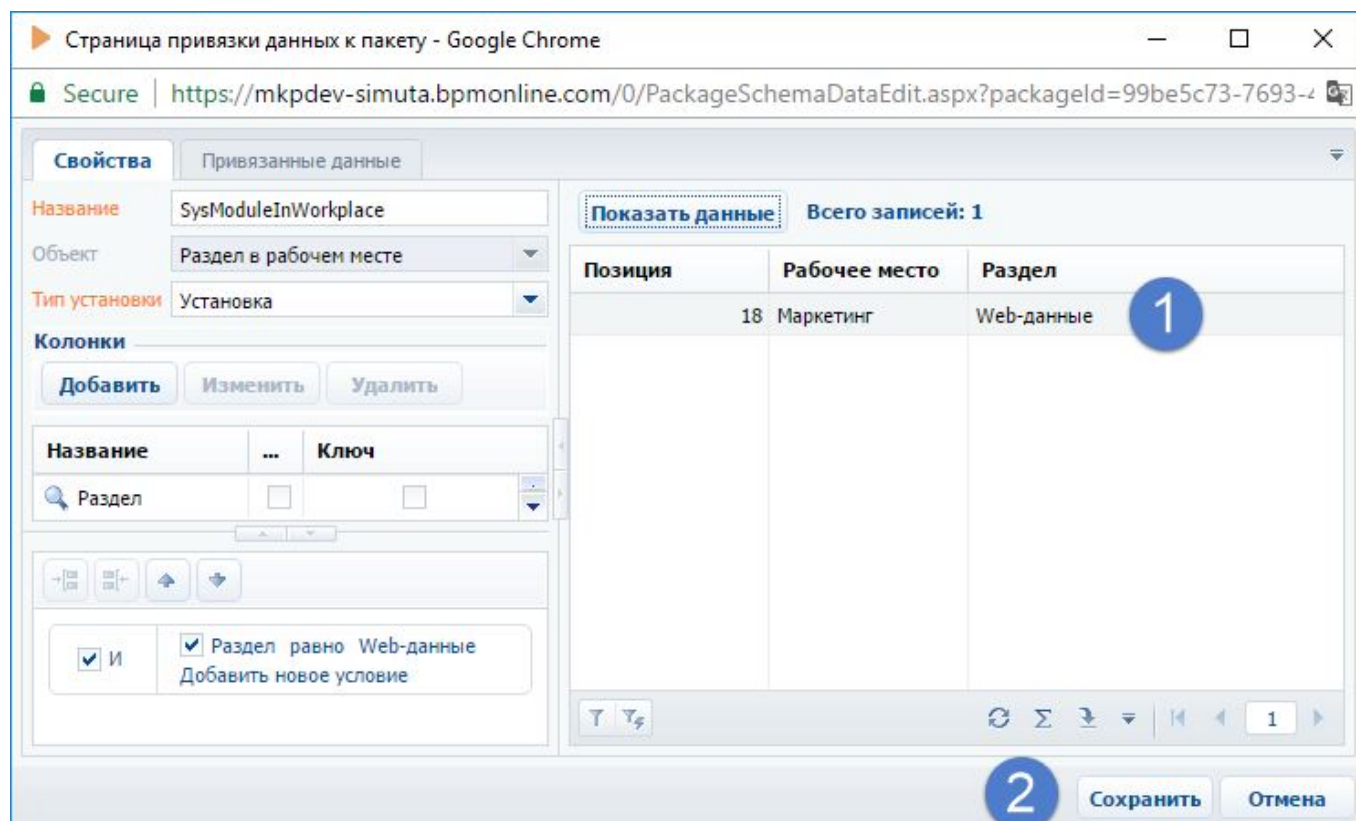 Страница привязки данных к пакету - Google Chrome
Secure | https://mkpdev-simuta.bpmonline.com/0/PackageSchemaDataEdit.aspx?packageId=99be5c73-7693-4
Свойства Привязанные данные
Название SysModuleInWorkplace
Объект Раздел в рабочем месте
Тип установки Установка
Колонки
Добавить Изменить Удалить
Название ... Ключ
Раздел
И Раздел равно Web-данные
Добавить новое условие
Показать данные Всего записей: 1
Позиция Рабочее место Раздел
18 Маркетинг Web-данные 1
1
2 Сохранить Отмена